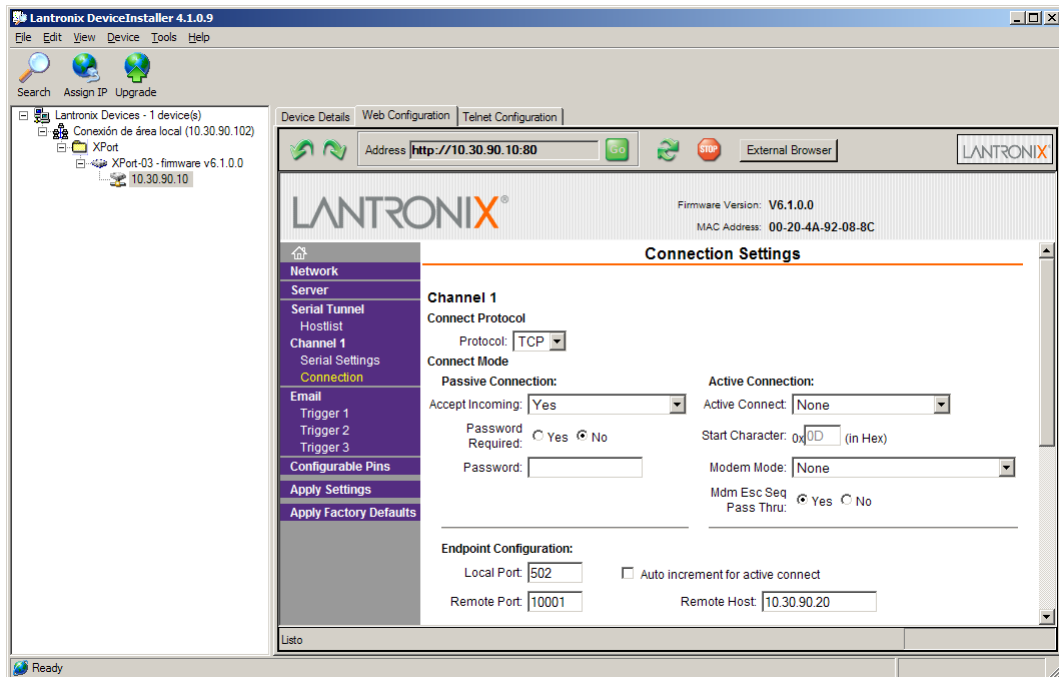 Lantronix DeviceInstaller 4.1.0.9
File Edit View Device Tools Help
Search Assign IP Upgrade
Lantronix Devices - 1 device(s)
Conexión de área local (10.30.90.102)
XPort
XPort-03 - firmware v6.1.0.0
10.30.90.10
Device Details Web Configuration Telnet Configuration
Address http://10.30.90.10:80 Go STOP External Browser LANTRONIX®
LANTRONIX®
Firmware Version: V6.1.0.0
MAC Address: 00-20-4A-92-08-8C
Network
Server
Serial Tunnel
Hostlist
Channel 1
Serial Settings
Connection
Email
Trigger 1
Trigger 2
Trigger 3
Configurable Pins
Apply Settings
Apply Factory Defaults
Connection Settings
Channel 1
Connect Protocol
Protocol: TCP
Connect Mode
Passive Connection: Active Connection:
Accept Incoming: Yes Active Connect: None
Password Required: Yes No Start Character: 0x 0D (in Hex)
Password: Modem Mode: None
Mdm Esc Seq Pass Thru: Yes No
Endpoint Configuration:
Local Port: 502 Auto increment for active connect
Remote Port: 10001 Remote Host: 10.30.90.20
Listo
Ready